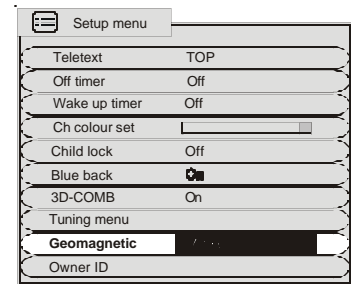 Setup menu
Teletext TOP
Off timer Off
Wake up timer Off
Ch colour set
Child lock Off
Blue back
3D-COMB On
Tuning menu
Geomagnetic
Owner ID